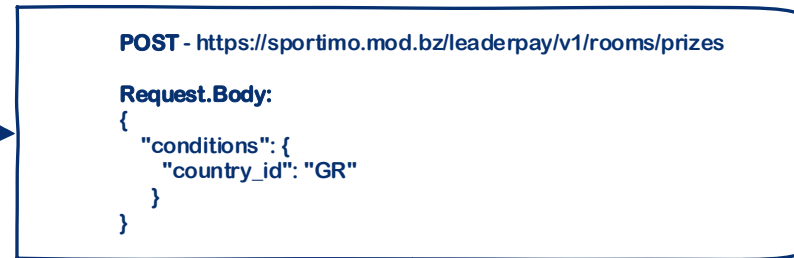 POST - https://sportimo.mod.bz/leaderpay/v1/rooms/prizes
Request.Body:
{
"conditions": {
"country_id": "GR"
}
}